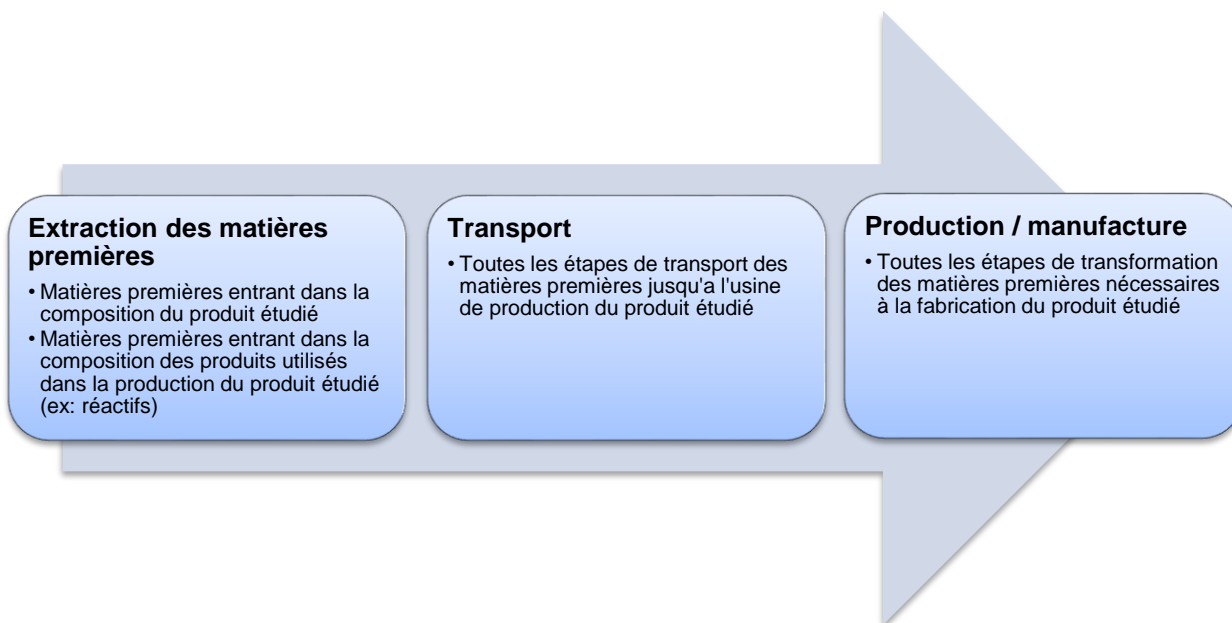 Extraction des matières
premières
• Matières premières entrant dans la
composition du produit étudié
• Matières premières entrant dans la
composition des produits utilisés
dans la production du produit étudié
(ex: réactifs)
Transport
• Toutes les étapes de transport des
matières premières jusqu'a l'usine
de production du produit étudié
Production / manufacture
• Toutes les étapes de transformation
des matières premières nécessaires
à la fabrication du produit étudié